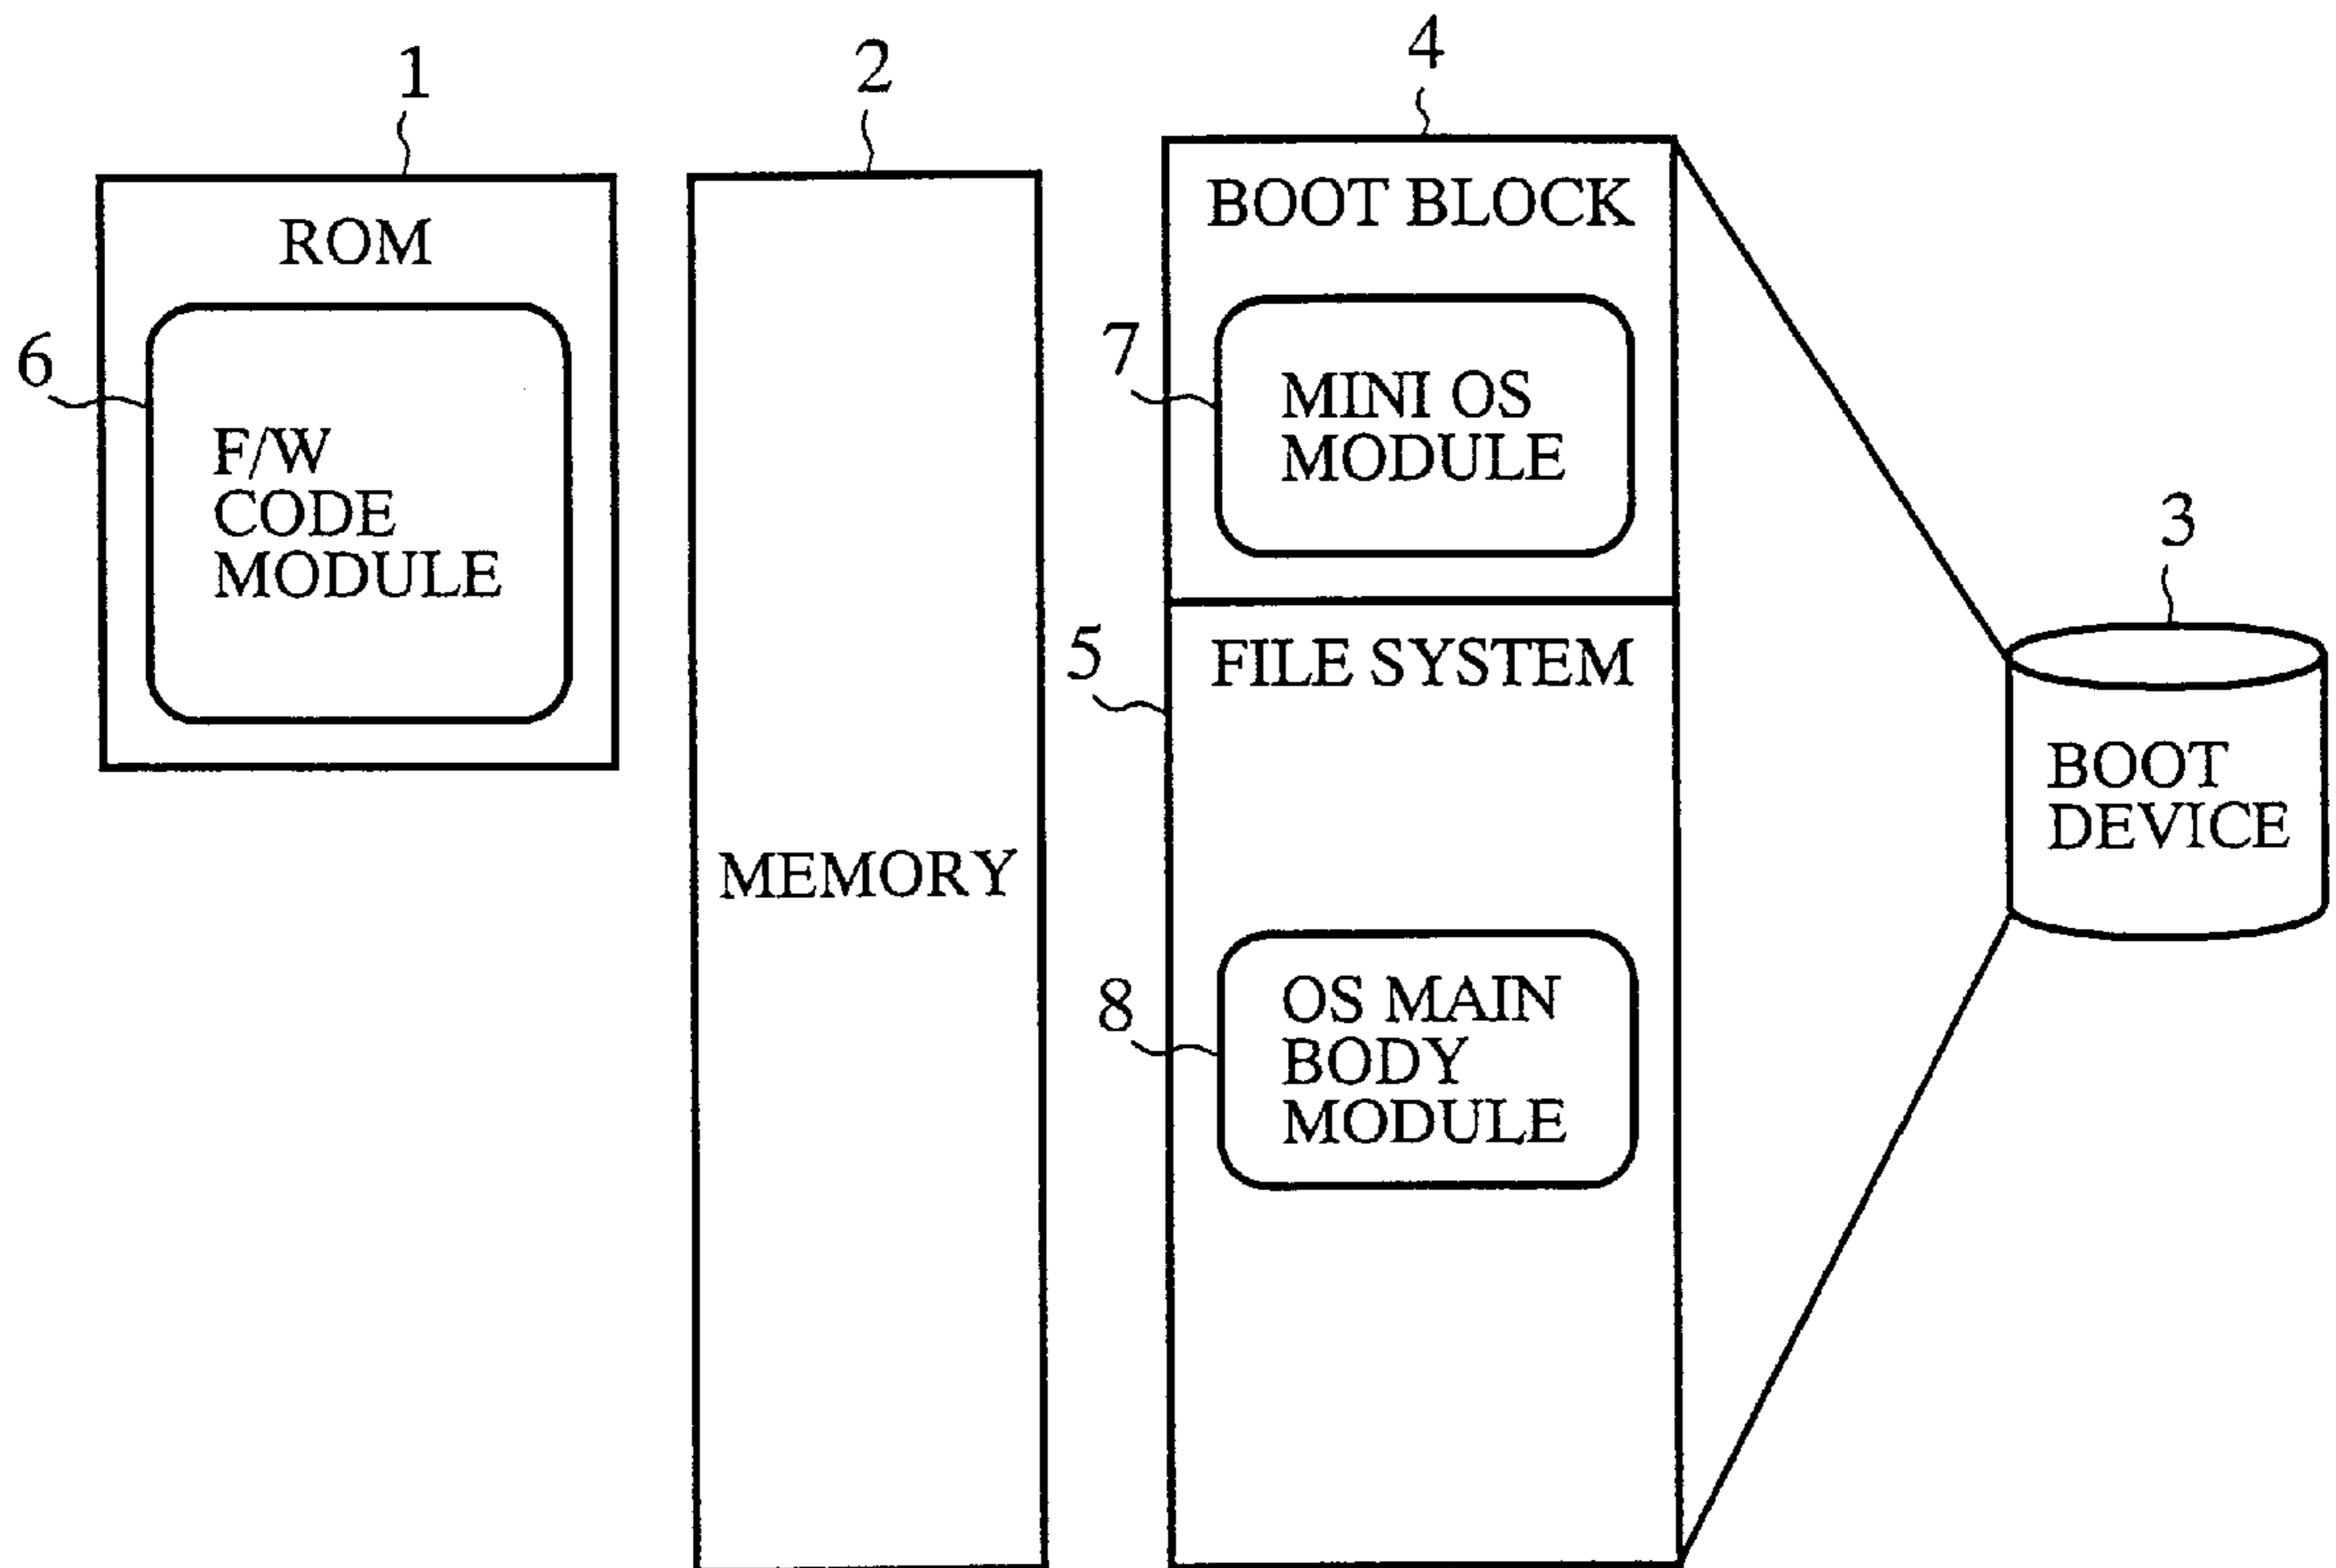 1
ROM
6
F/W
CODE
MODULE
2
MEMORY
4
BOOT BLOCK
7
MINI OS
MODULE
5
FILE SYSTEM
8
OS MAIN
BODY
MODULE
3
BOOT
DEVICE